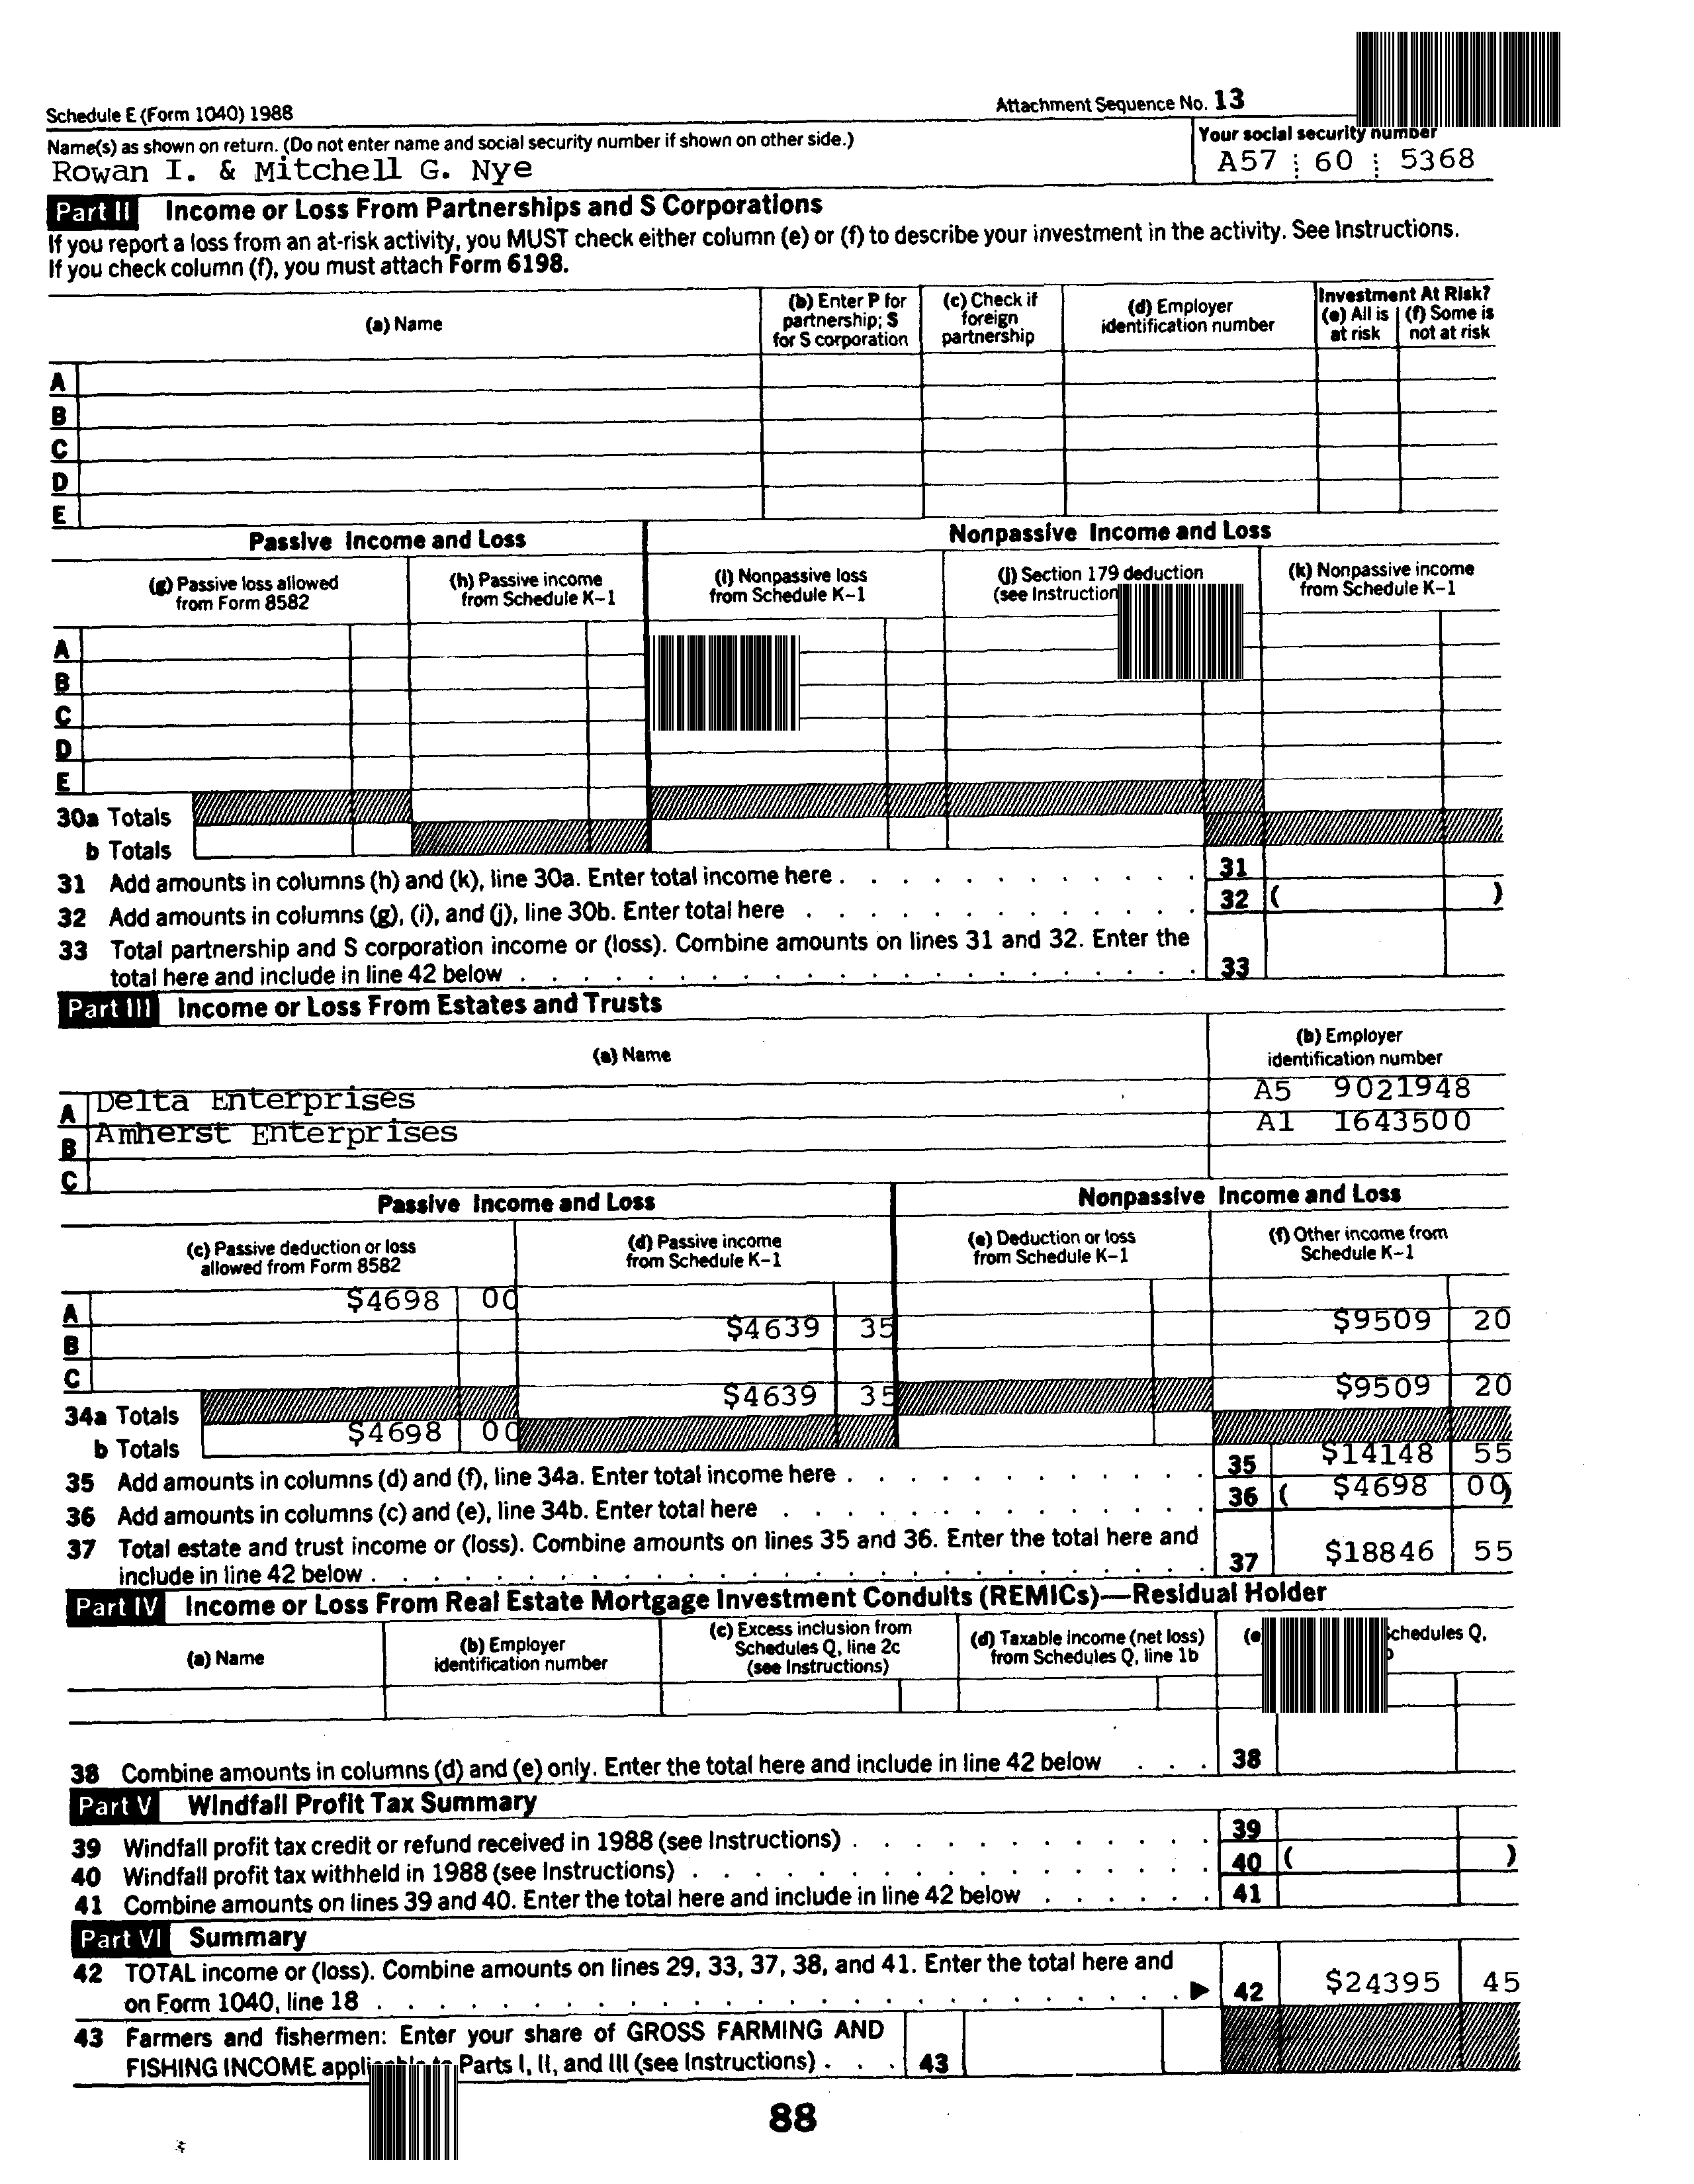 Schedule E (Form 1040) 1988
Attachment Sequence No. 13
Name(s) as shown on return. (Do not enter name and social security number if shown on other side.)
Your social security number
Rowan I. & Mitchell G. Nye
A57 60 5368
Part II Income or Loss From Partnerships and S Corporations
If you report a loss from an at-risk activity, you MUST check either column (e) or (f) to describe your investment in the activity. See Instructions.
If you check column (f), you must attach Form 6198.
(a) Name
(b) Enter P for partnership; S for S corporation
(c) Check if foreign partnership
(d) Employer identification number
Investment At Risk?
(e) All is at risk
(f) Some is not at risk
A
B
C
D
E
Passive Income and Loss
Nonpassive Income and Loss
(g) Passive loss allowed from Form 8582
(h) Passive income from Schedule K–1
(i) Nonpassive loss from Schedule K–1
(j) Section 179 deduction (see Instruction
(k) Nonpassive income from Schedule K–1
A
B
C
D
E
30a Totals
b Totals
31 Add amounts in columns (h) and (k), line 30a. Enter total income here 31
32 Add amounts in columns (g), (i), and (j), line 30b. Enter total here 32 ( )
33 Total partnership and S corporation income or (loss). Combine amounts on lines 31 and 32. Enter the
total here and include in line 42 below 33
Part III Income or Loss From Estates and Trusts
(a) Name
(b) Employer identification number
A Delta Enterprises A5 9021948
B Amherst Enterprises A1 1643500
C
Passive Income and Loss
Nonpassive Income and Loss
(c) Passive deduction or loss allowed from Form 8582
(d) Passive income from Schedule K–1
(e) Deduction or loss from Schedule K–1
(f) Other income from Schedule K–1
A $4698 00
B $4639 35 $9509 20
C
34a Totals $4639 35 $9509 20
b Totals $4698 00
35 Add amounts in columns (d) and (f), line 34a. Enter total income here 35 $14148 55
36 Add amounts in columns (c) and (e), line 34b. Enter total here 36 ( $4698 00)
37 Total estate and trust income or (loss). Combine amounts on lines 35 and 36. Enter the total here and
include in line 42 below 37 $18846 55
Part IV Income or Loss From Real Estate Mortgage Investment Conduits (REMICs)—Residual Holder
(a) Name
(b) Employer identification number
(c) Excess inclusion from Schedules Q, line 2c (see Instructions)
(d) Taxable income (net loss) from Schedules Q, line 1b
(e Schedules Q,
38 Combine amounts in columns (d) and (e) only. Enter the total here and include in line 42 below 38
Part V Windfall Profit Tax Summary
39 Windfall profit tax credit or refund received in 1988 (see Instructions) 39
40 Windfall profit tax withheld in 1988 (see Instructions) 40 ( )
41 Combine amounts on lines 39 and 40. Enter the total here and include in line 42 below 41
Part VI Summary
42 TOTAL income or (loss). Combine amounts on lines 29, 33, 37, 38, and 41. Enter the total here and
on Form 1040, line 18 ▶ 42 $24395 45
43 Farmers and fishermen: Enter your share of GROSS FARMING AND
FISHING INCOME applicable to Parts I, II, and III (see Instructions) 43
88